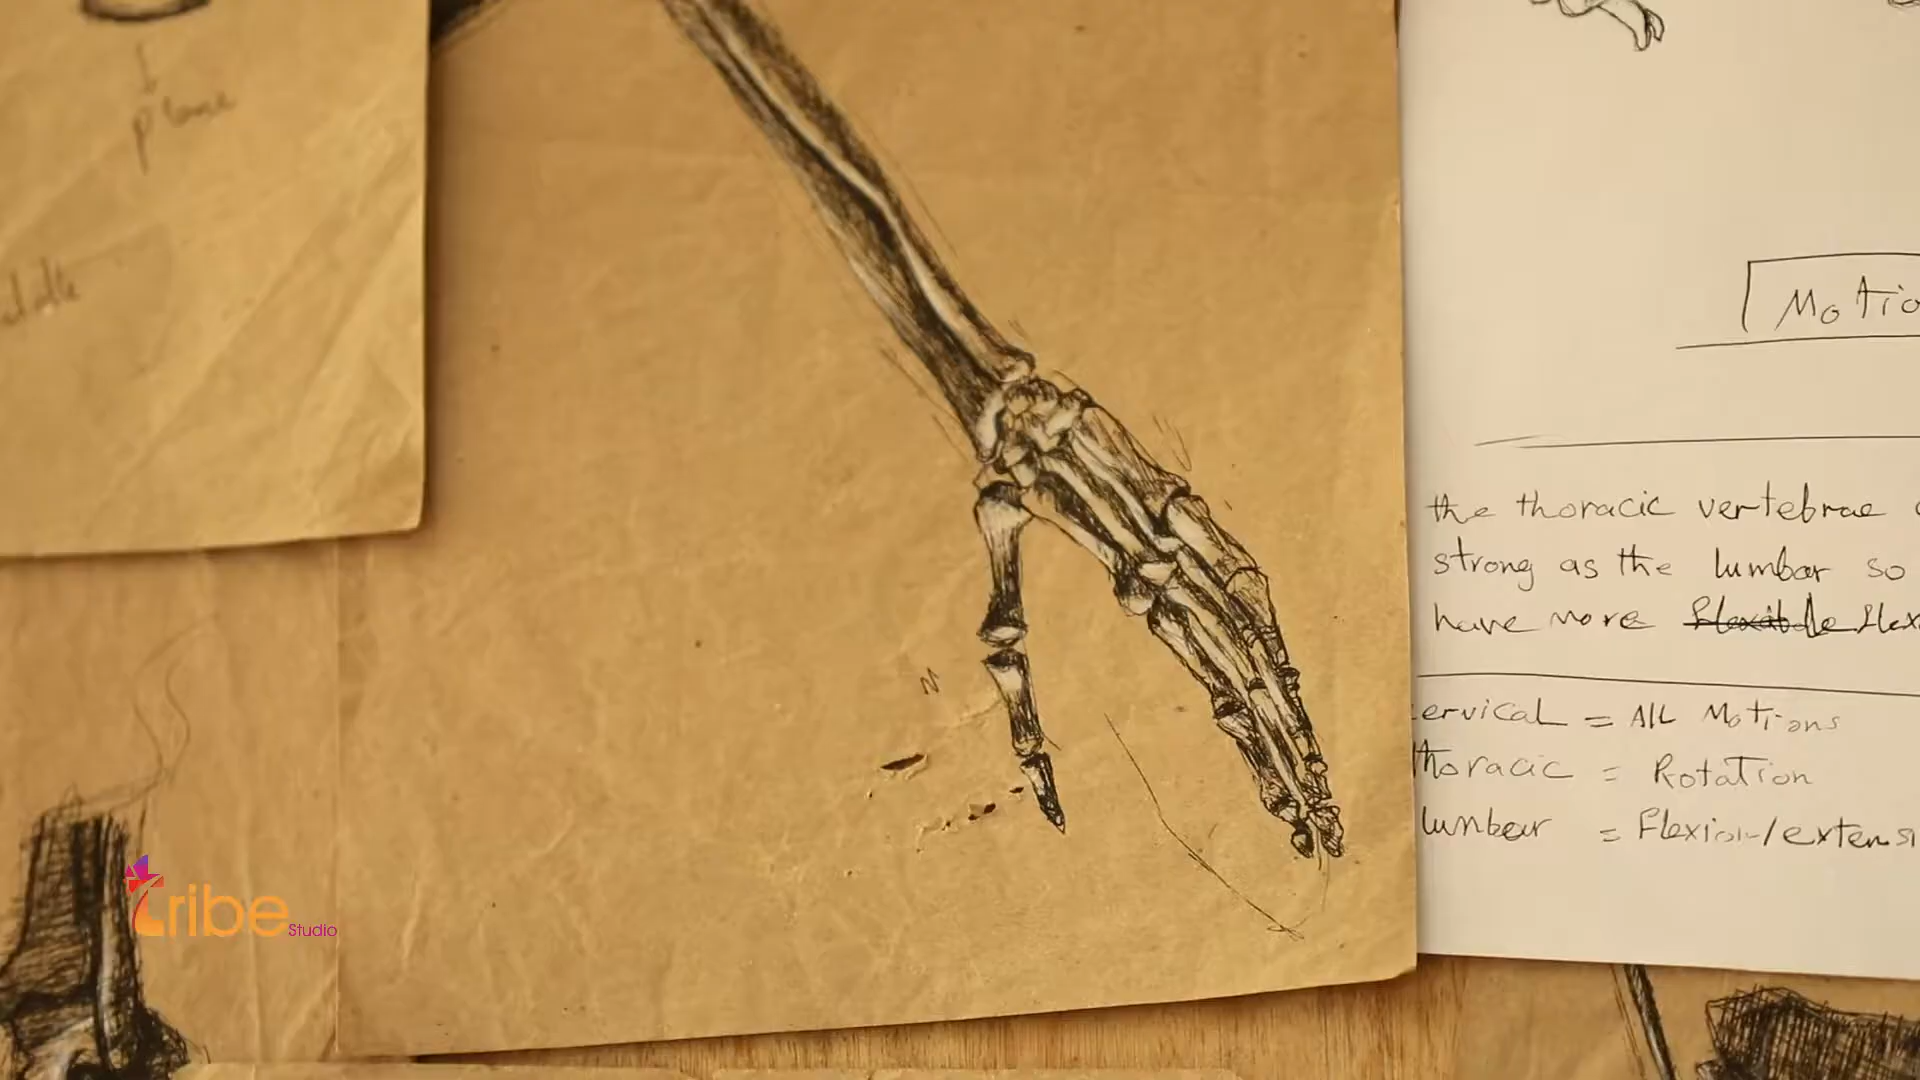 plane
Motio
the thoracic vertebrae
strong as the lumbar so
have more flexible flex
ervical = All Motions
thoracic = Rotation
lumbar = Flexion/extensi
tribe Studio